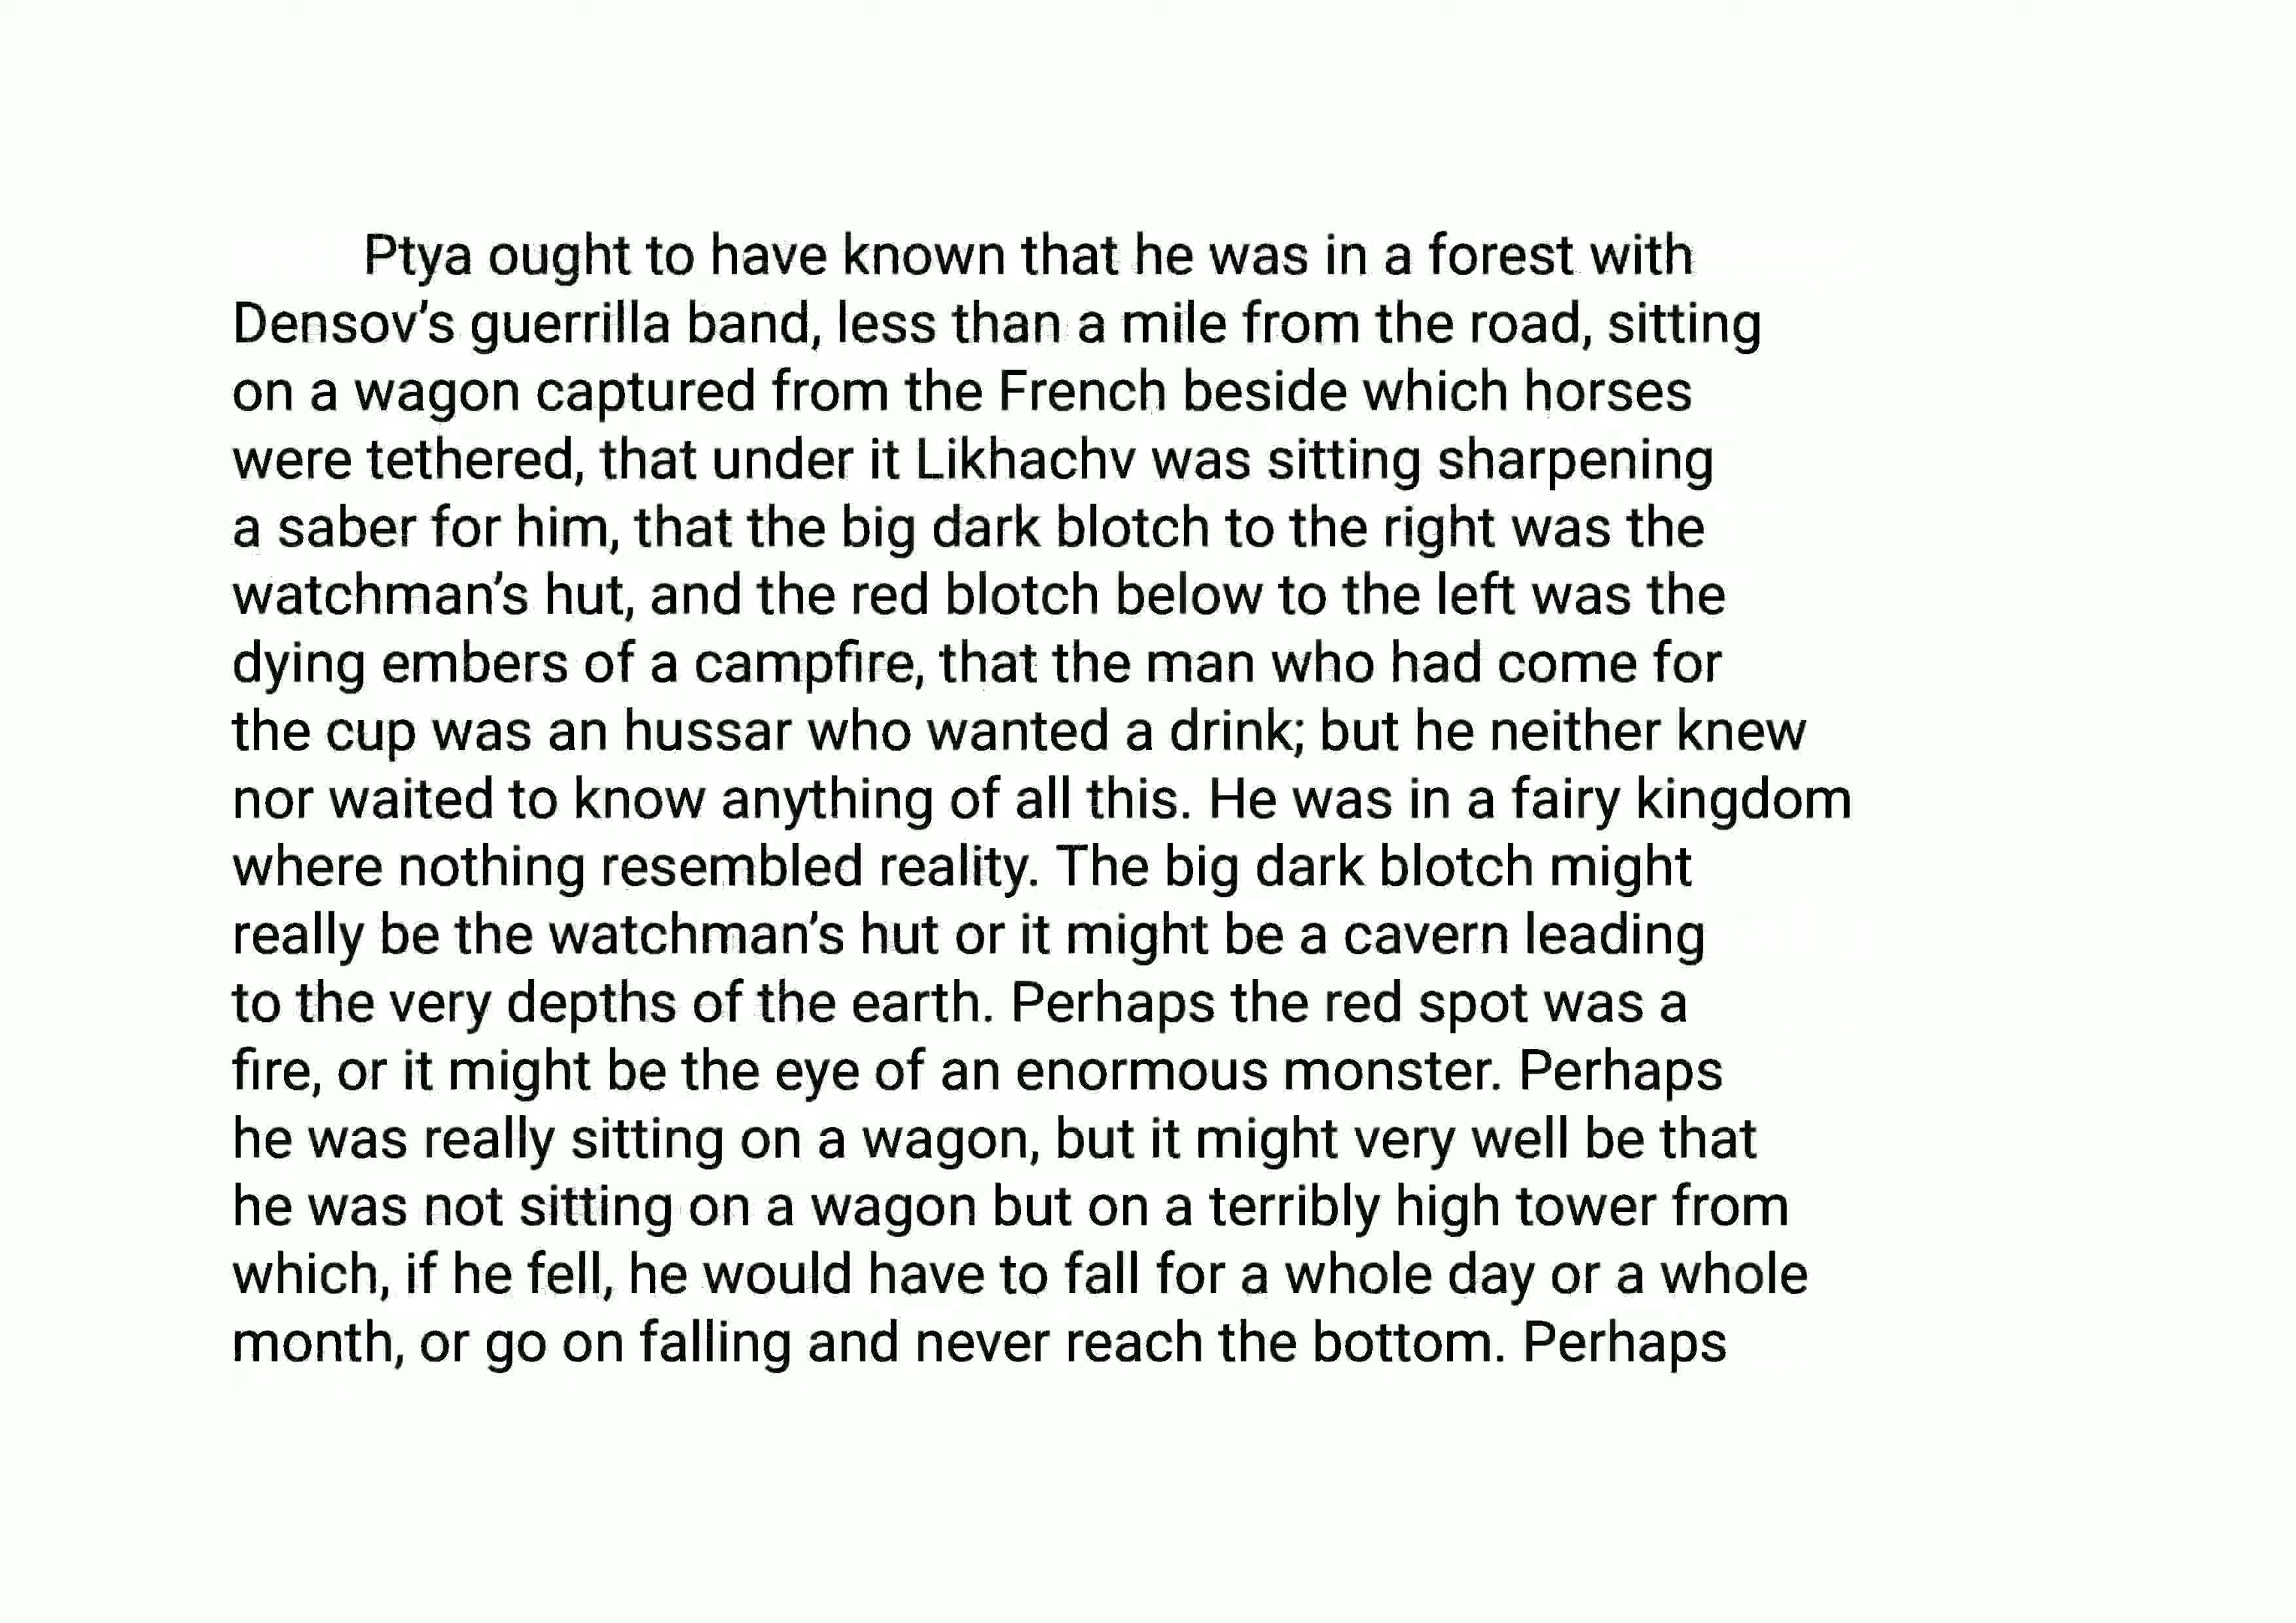 Ptya ought to have known that he was in a forest with
Densov’s guerrilla band, less than a mile from the road, sitting
on a wagon captured from the French beside which horses
were tethered, that under it Likhachv was sitting sharpening
a saber for him, that the big dark blotch to the right was the
watchman’s hut, and the red blotch below to the left was the
dying embers of a campfire, that the man who had come for
the cup was an hussar who wanted a drink; but he neither knew
nor waited to know anything of all this. He was in a fairy kingdom
where nothing resembled reality. The big dark blotch might
really be the watchman’s hut or it might be a cavern leading
to the very depths of the earth. Perhaps the red spot was a
fire, or it might be the eye of an enormous monster. Perhaps
he was really sitting on a wagon, but it might very well be that
he was not sitting on a wagon but on a terribly high tower from
which, if he fell, he would have to fall for a whole day or a whole
month, or go on falling and never reach the bottom. Perhaps